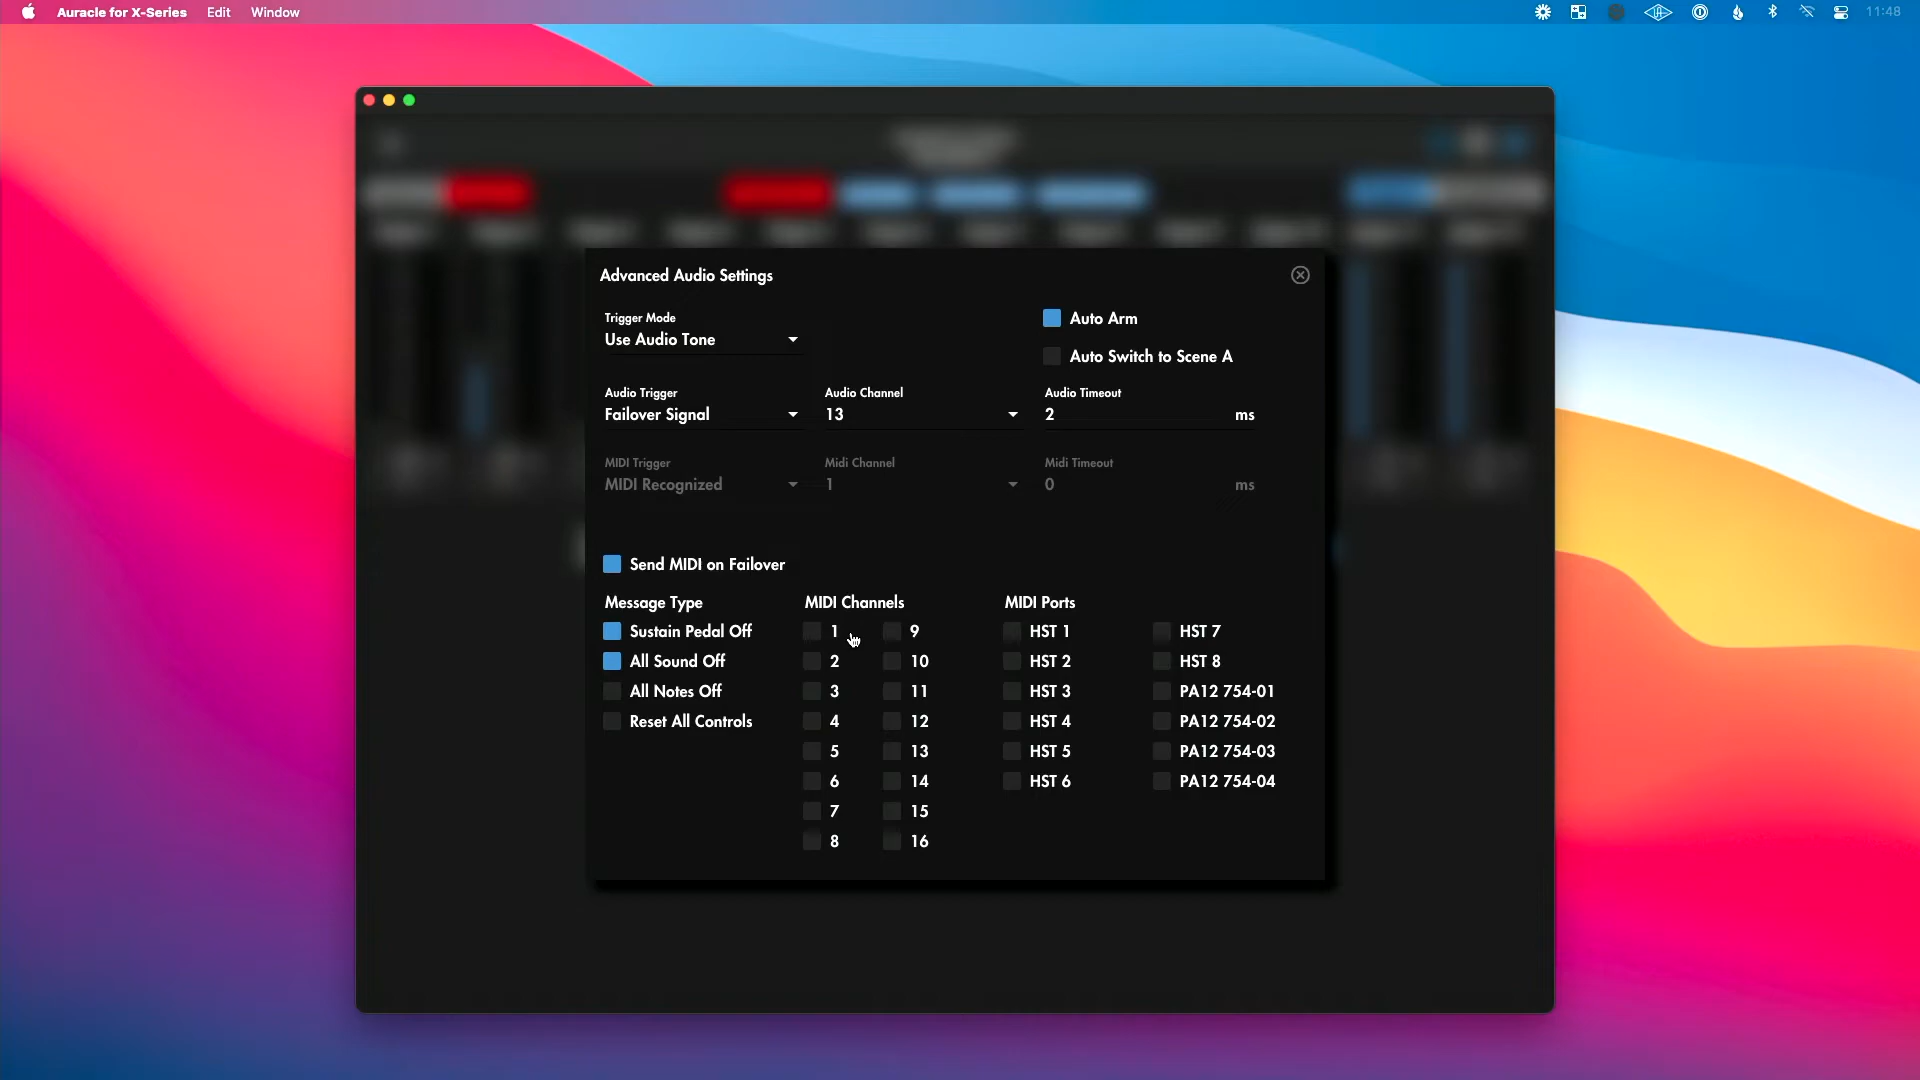 Auracle for X-Series Edit Window 11:48
Advanced Audio Settings
Trigger Mode
Use Audio Tone
Auto Arm
Auto Switch to Scene A
Audio Trigger Audio Channel Audio Timeout
Failover Signal 13 2 ms
MIDI Trigger Midi Channel Midi Timeout
MIDI Recognized 1 0 ms
Send MIDI on Failover
Message Type MIDI Channels MIDI Ports
Sustain Pedal Off 1 9 HST 1 HST 7
All Sound Off 2 10 HST 2 HST 8
All Notes Off 3 11 HST 3 PA12 754-01
Reset All Controls 4 12 HST 4 PA12 754-02
5 13 HST 5 PA12 754-03
6 14 HST 6 PA12 754-04
7 15
8 16